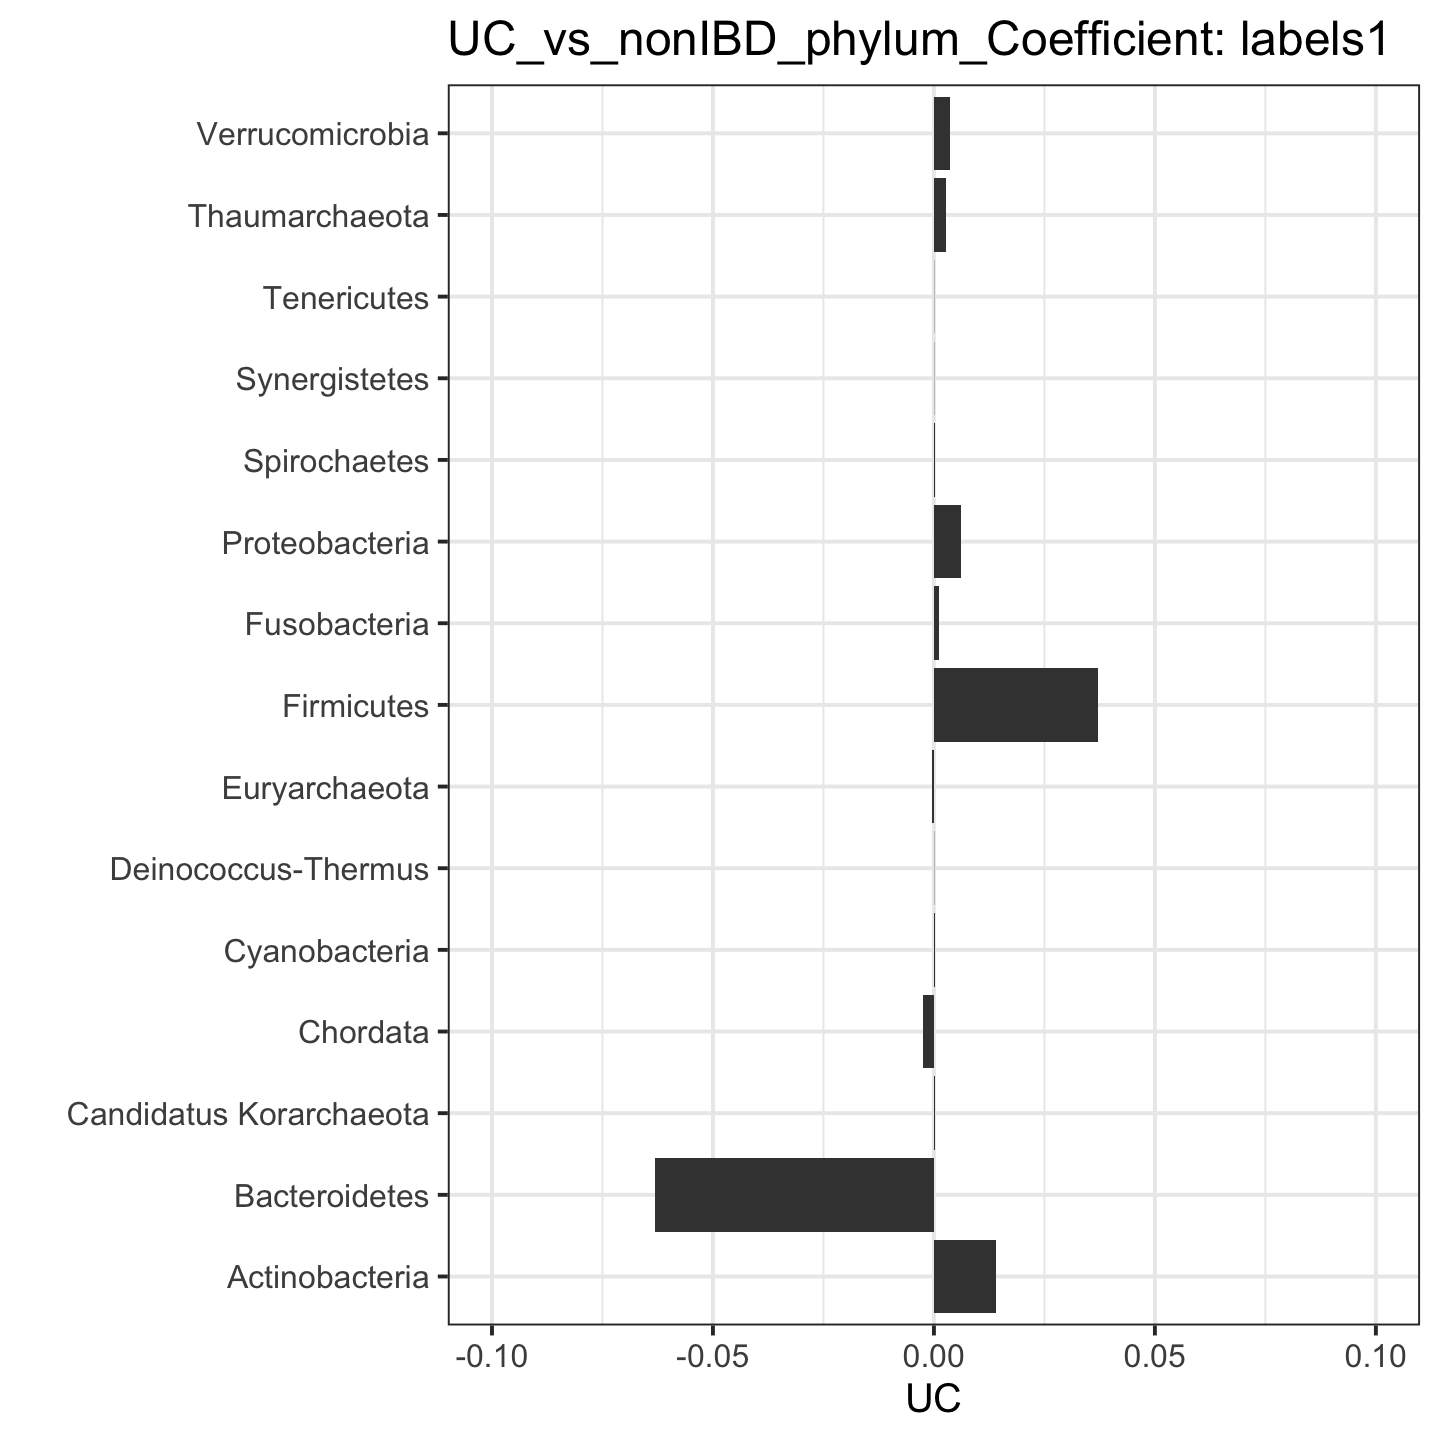 UC_vs_nonIBD_phylum_Coefficient: labels1
Verrucomicrobia
Thaumarchaeota
Tenericutes
Synergistetes
Spirochaetes
Proteobacteria
Fusobacteria
Firmicutes
Euryarchaeota
Deinococcus-Thermus
Cyanobacteria
Chordata
Candidatus Korarchaeota
Bacteroidetes
Actinobacteria
-0.10 -0.05 0.00 0.05 0.10
UC